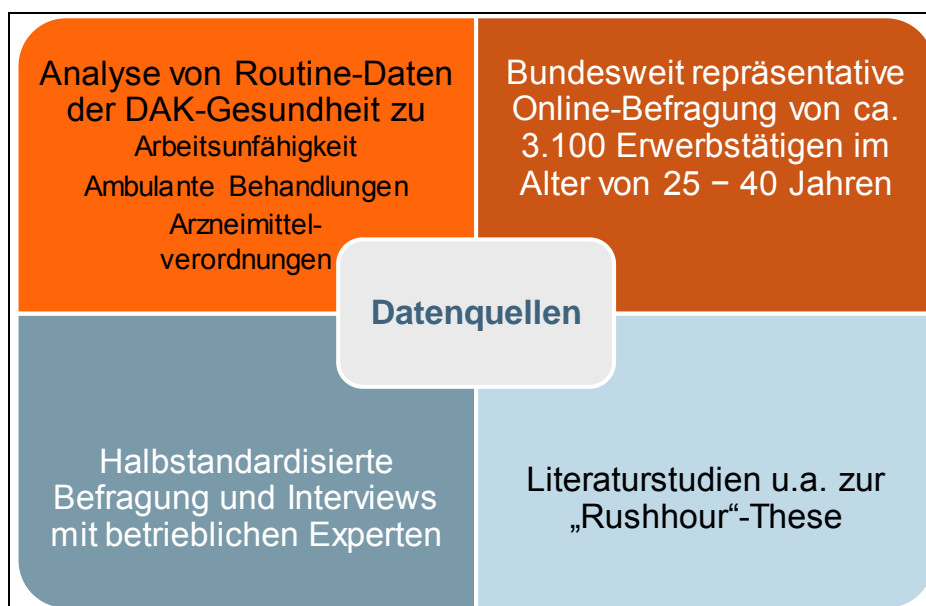 Analyse von Routine-Daten
der DAK-Gesundheit zu
Arbeitsunfähigkeit
Ambulante Behandlungen
Arzneimittel-
verordnungen
Bundesweit repräsentative
Online-Befragung von ca.
3.100 Erwerbstätigen im
Alter von 25 − 40 Jahren
Datenquellen
Halbstandardisierte
Befragung und Interviews
mit betrieblichen Experten
Literaturstudien u.a. zur
„Rushhour“-These